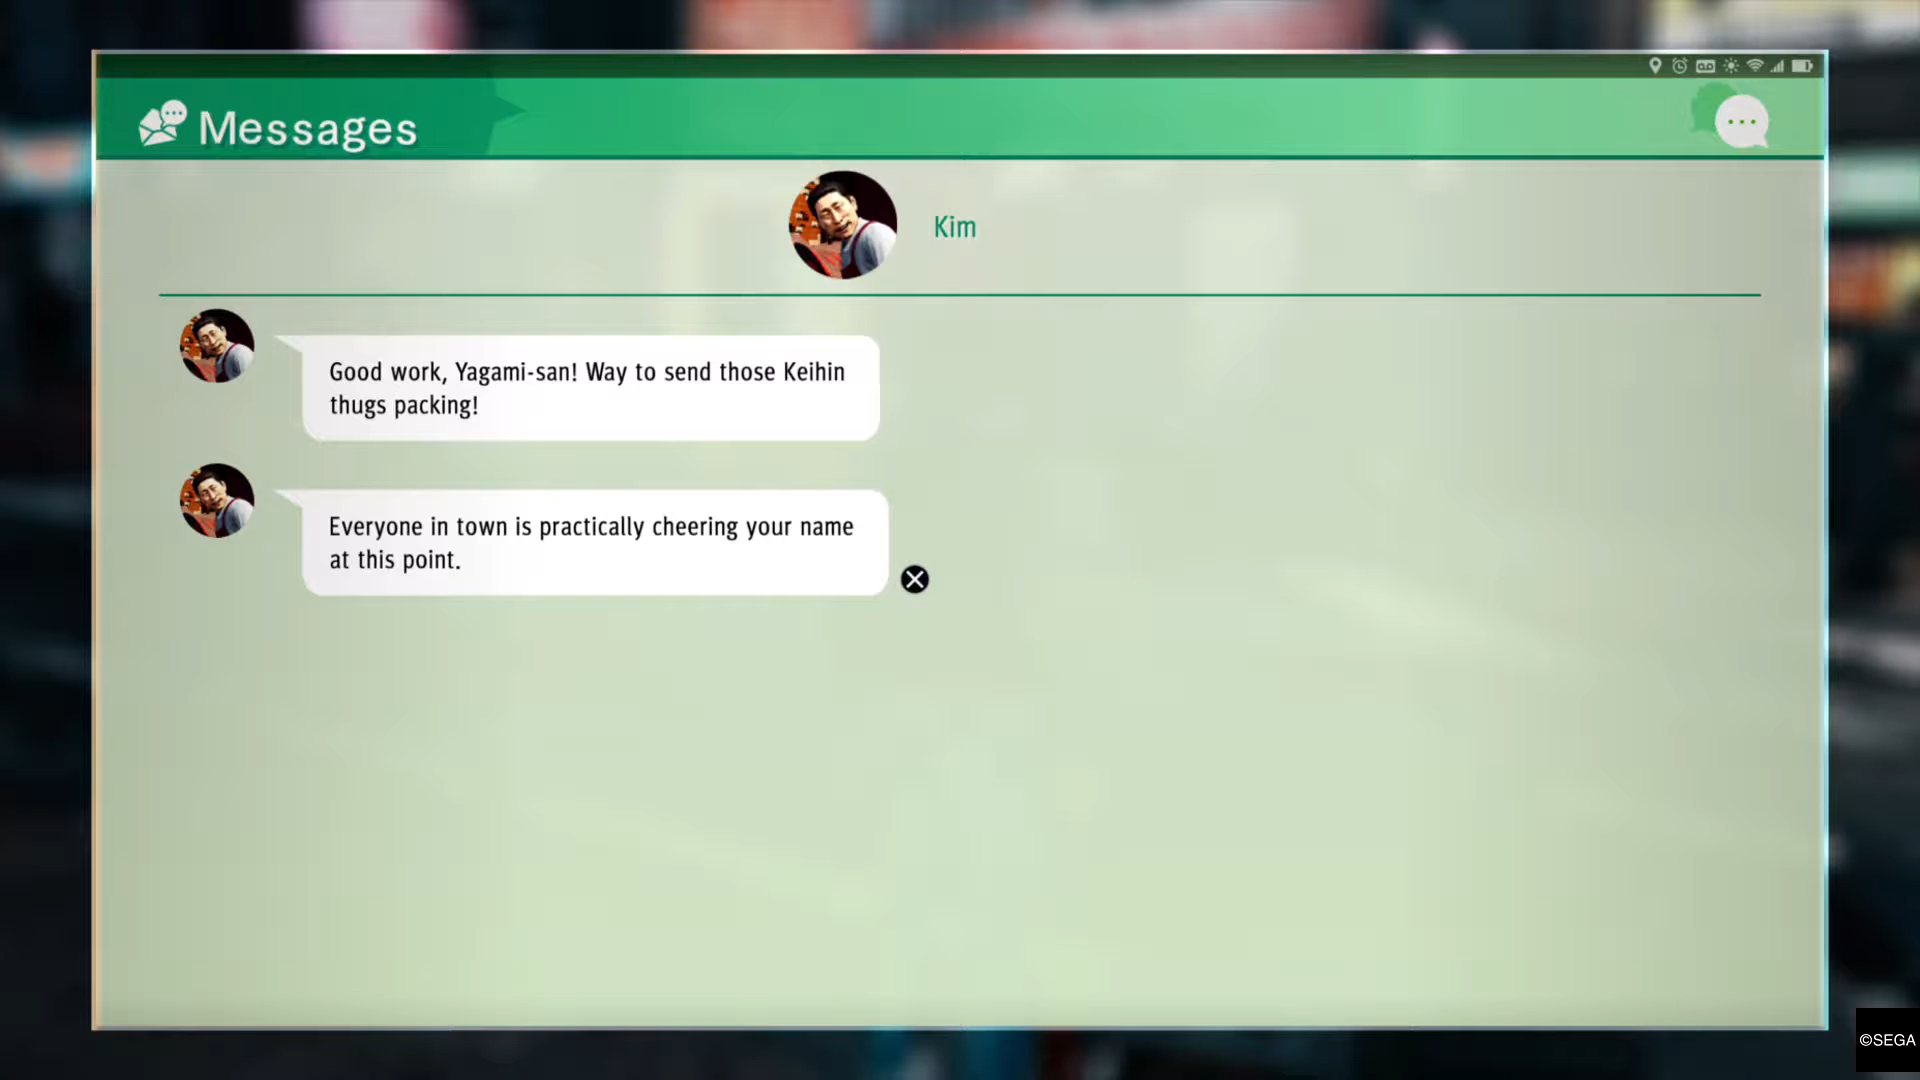 Messages
Kim
Good work, Yagami-san! Way to send those Keihin
thugs packing!
Everyone in town is practically cheering your name
at this point.
©SEGA